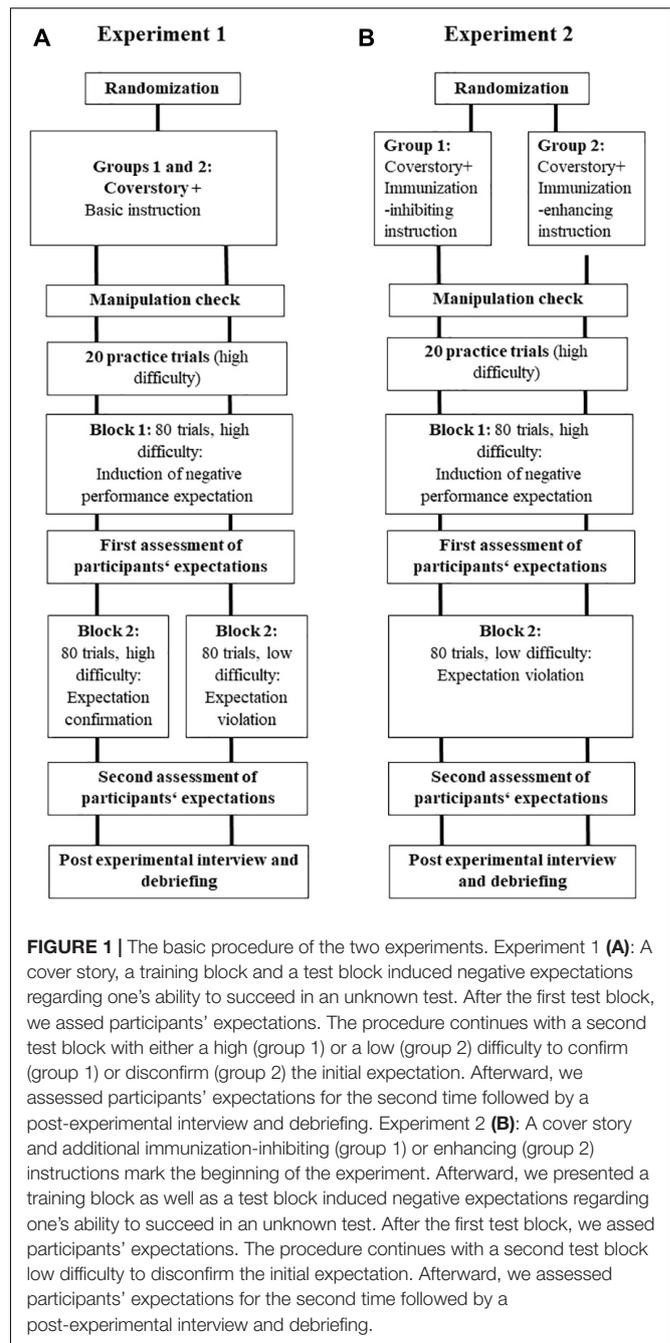 A Experiment 1
Randomization
Groups 1 and 2:
Coverstory +
Basic instruction
Manipulation check
20 practice trials (high
difficulty)
Block 1: 80 trials, high
difficulty:
Induction of negative
performance expectation
First assessment of
participants‘ expectations
Block 2:
80 trials, high
difficulty:
Expectation
confirmation
Block 2:
80 trials, low
difficulty:
Expectation
violation
Second assessment of
participants‘ expectations
Post experimental interview and
debriefing
B Experiment 2
Randomization
Group 1:
Coverstory+
Immunization
-inhibiting
instruction
Group 2:
Coverstory+
Immunization
-enhancing
instruction
Manipulation check
20 practice trials (high
difficulty)
Block 1: 80 trials, high
difficulty:
Induction of negative
performance expectation
First assessment of
participants‘ expectations
Block 2:
80 trials, low difficulty:
Expectation violation
Second assessment of
participants‘ expectations
Post experimental interview
and debriefing
FIGURE 1 | The basic procedure of the two experiments. Experiment 1 (A): A
cover story, a training block and a test block induced negative expectations
regarding one’s ability to succeed in an unknown test. After the first test block,
we assed participants’ expectations. The procedure continues with a second
test block with either a high (group 1) or a low (group 2) difficulty to confirm
(group 1) or disconfirm (group 2) the initial expectation. Afterward, we
assessed participants’ expectations for the second time followed by a
post-experimental interview and debriefing. Experiment 2 (B): A cover story
and additional immunization-inhibiting (group 1) or enhancing (group 2)
instructions mark the beginning of the experiment. Afterward, we presented a
training block as well as a test block induced negative expectations regarding
one’s ability to succeed in an unknown test. After the first test block, we assed
participants’ expectations. The procedure continues with a second test block
low difficulty to disconfirm the initial expectation. Afterward, we assessed
participants’ expectations for the second time followed by a
post-experimental interview and debriefing.